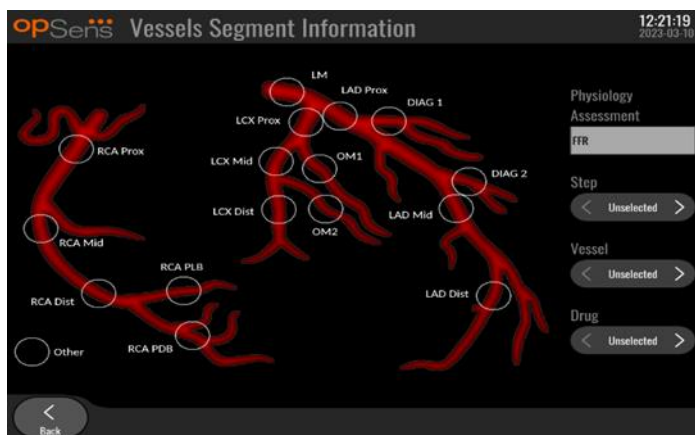 opSens Vessels Segment Information
12:21:19
2023-03-10
LM
LAD Prox
DIAG 1
LCX Prox
RCA Prox
LCX Mid
OM1
DIAG 2
LCX Dist
OM2
LAD Mid
RCA Mid
RCA PLB
RCA Dist
LAD Dist
RCA PDB
Other
Physiology
Assessment
FFR
Step
< Unselected >
Vessel
< Unselected >
Drug
< Unselected >
<
Back